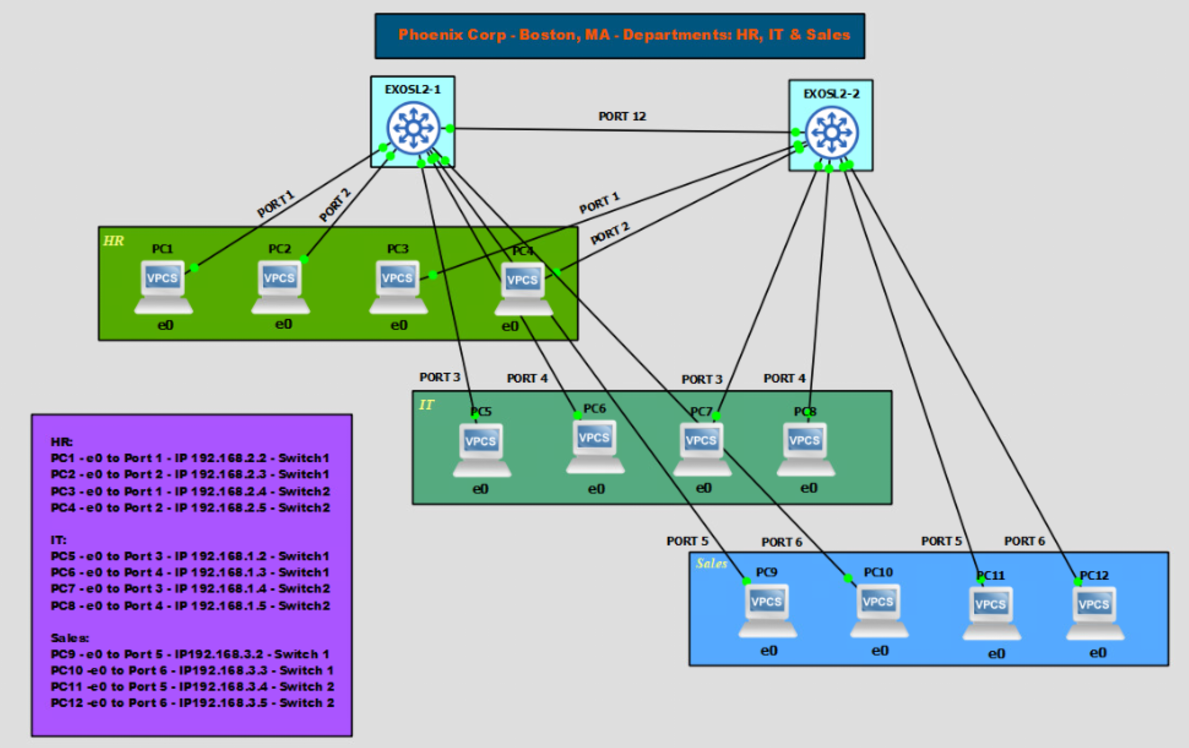 Phoenix Corp - Boston, MA - Departments: HR, IT & Sales
EXOSL2-1
EXOSL2-2
PORT 12
PORT 1
PORT 2
PORT 1
PORT 2
HR
PC1
PC2
PC3
PC4
VPCS
VPCS
VPCS
VPCS
e0
e0
e0
e0
PORT 3
PORT 4
PORT 3
PORT 4
IT
PC5
PC6
PC7
PC8
VPCS
VPCS
VPCS
VPCS
e0
e0
e0
e0
HR:
PC1 -e0 to Port 1 - IP 192.168.2.2 - Switch1
PC2 - e0 to Port 2 - IP 192.168.2.3 - Switch1
PC3 - e0 to Port 1 - IP 192.168.2.4 - Switch2
PC4 -e0 to Port 2 - IP 192.168.2.5 - Switch2
IT:
PC5 - e0 to Port 3 - IP 192.168.1.2 - Switch1
PC6 - e0 to Port 4 - IP 192.168.1.3 - Switch1
PC7 - e0 to Port 3 - IP 192.168.1.4 - Switch2
PC8 - e0 to Port 4 - IP 192.168.1.5 - Switch2
Sales:
PC9 -e0 to Port 5 - IP192.168.3.2 - Switch 1
PC10 -e0 to Port 6 - IP192.168.3.3 - Switch 1
PC11 -e0 to Port 5 - IP192.168.3.4 - Switch 2
PC12 -e0 to Port 6 - IP192.168.3.5 - Switch 2
PORT 5
PORT 6
PORT 5
PORT 6
Sales
PC9
PC10
PC11
PC12
VPCS
VPCS
VPCS
VPCS
e0
e0
e0
e0